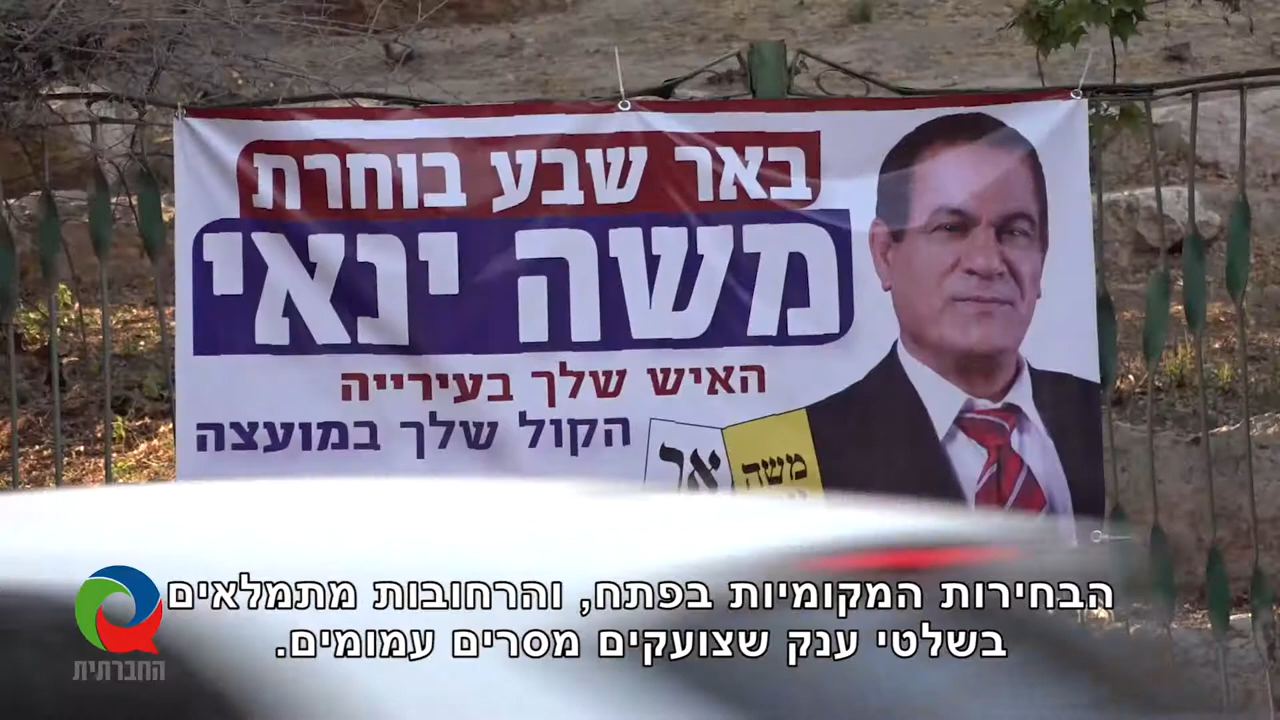 באר שבע בוחרת
משה ינאי
האיש שלך בעירייה
הקול שלך במועצה
אך
משה
הבחירות המקומיות בפתח, והרחובות מתמלאים
בשלטי ענק שצועקים מסרים עמומים.
החברתית